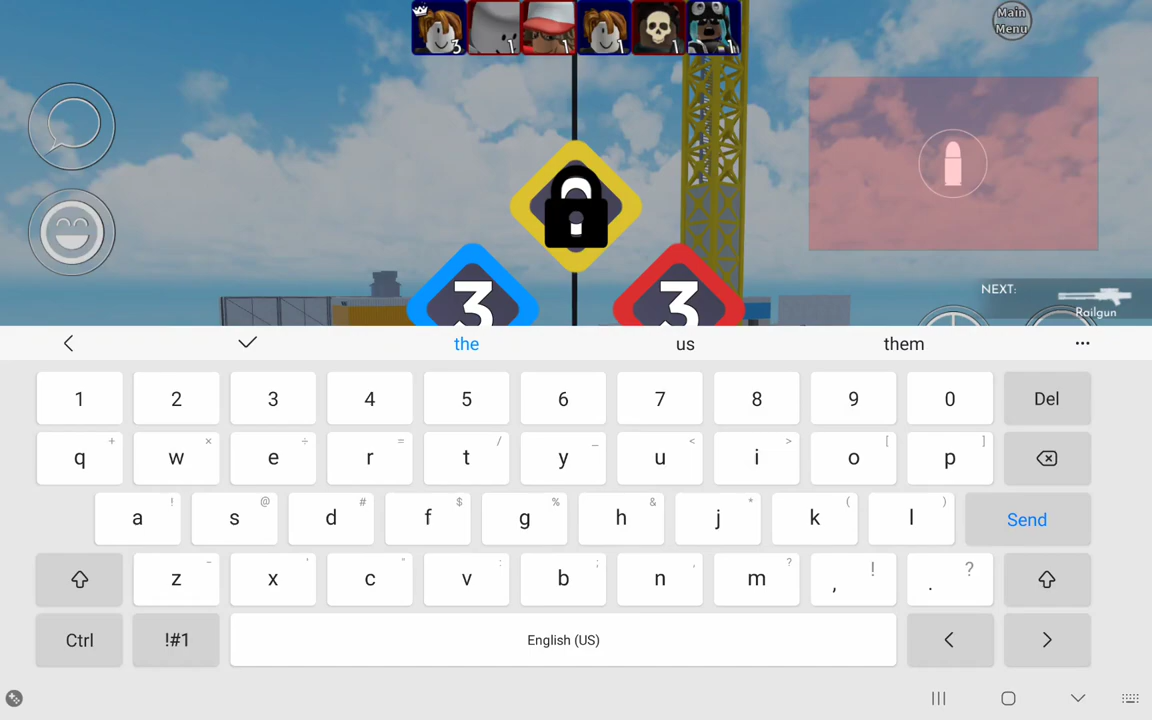 3 1 1 1 1 1
Main
Menu
3 3
NEXT:
Railgun
the us them ...
1 2 3 4 5 6 7 8 9 0 Del
q + w × e ÷ r = t / y _ u < i > o [ p ]
a ! s @ d # f $ g % h & j * k ( l ) Send
z - x ' c " v : b ; n , m ? , ! . ?
Ctrl !#1 English (US) < >